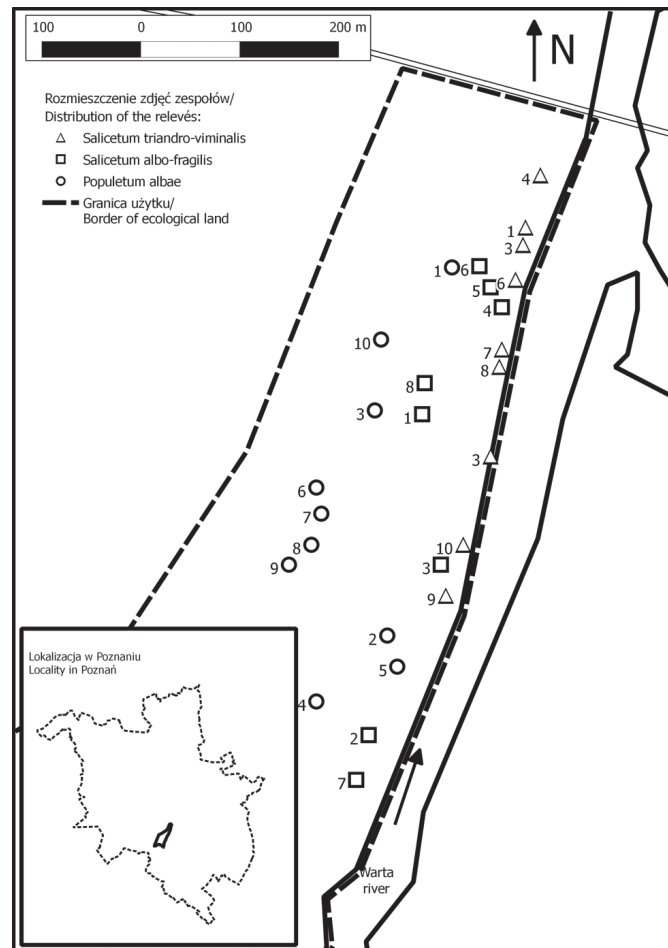 100 0 100 200 m
N
Rozmieszczenie zdjęć zespołów/
Distribution of the relevés:
Salicetum triandro-viminalis
Salicetum albo-fragilis
Populetum albae
Granica użytku/
Border of ecological land
4
1
3
1 6
5 6
4
10
7
8
8
3 1
3
6
7
8 10
9 3
9
2
5
4
2
7
Lokalizacja w Poznaniu
Locality in Poznań
Warta
river